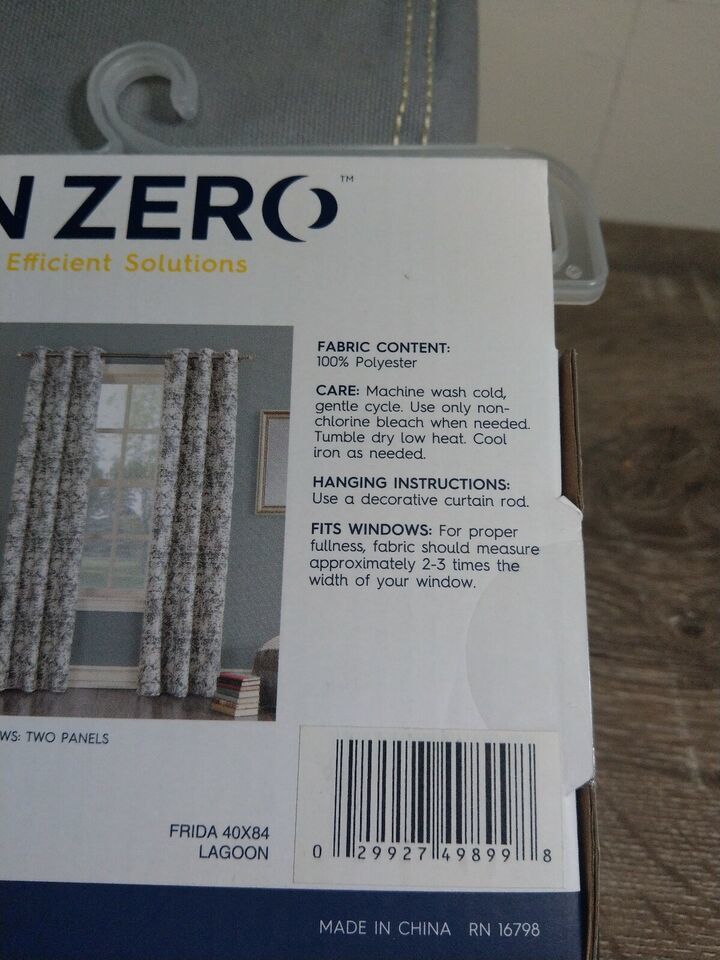 N ZERO™
Efficient Solutions
FABRIC CONTENT:
100% Polyester
CARE: Machine wash cold,
gentle cycle. Use only non-
chlorine bleach when needed.
Tumble dry low heat. Cool
iron as needed.
HANGING INSTRUCTIONS:
Use a decorative curtain rod.
FITS WINDOWS: For proper
fullness, fabric should measure
approximately 2-3 times the
width of your window.
WS: TWO PANELS
FRIDA 40X84
LAGOON
0 29927 49899 8
MADE IN CHINA RN 16798